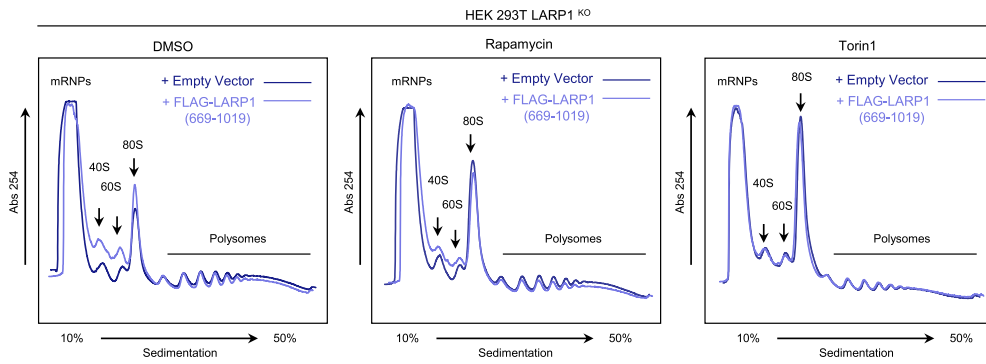 HEK 293T LARP1 KO
DMSO
mRNPs
+ Empty Vector
+ FLAG-LARP1
(669-1019)
80S
40S
60S
Polysomes
Abs 254
10%
50%
Sedimentation
Rapamycin
mRNPs
+ Empty Vector
+ FLAG-LARP1
(669-1019)
80S
40S
60S
Polysomes
Abs 254
10%
50%
Sedimentation
Torin1
mRNPs
80S
+ Empty Vector
+ FLAG-LARP1
(669-1019)
40S
60S
Polysomes
Abs 254
10%
50%
Sedimentation